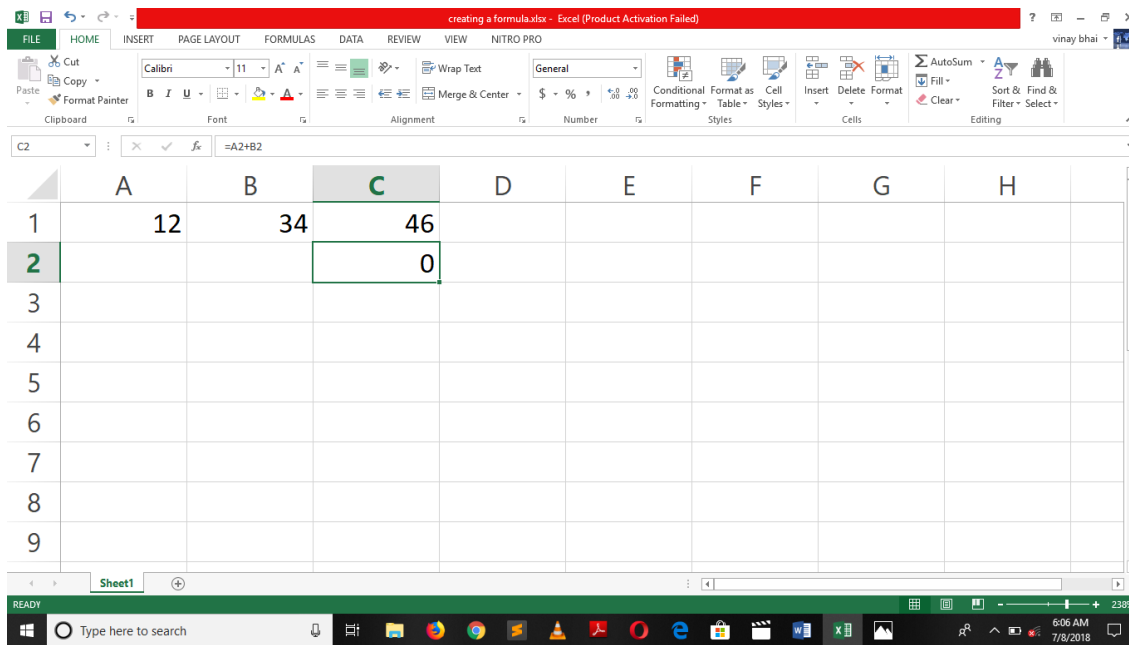 creating a formula.xlsx - Excel (Product Activation Failed)
?
FILE HOME INSERT PAGE LAYOUT FORMULAS DATA REVIEW VIEW NITRO PRO vinay bhai
Paste
Cut
Copy
Format Painter
Clipboard
Calibri 11 A A
B I U A
Font
Wrap Text
Merge & Center
Alignment
General
$ % , .00 .00
Number
Conditional Formatting
Format as Table
Cell Styles
Styles
Insert Delete Format
Cells
AutoSum
Fill
Clear
Sort & Filter
Find & Select
Editing
C2 fx =A2+B2
A B C D E F G H
1 12 34 46
2 0
3
4
5
6
7
8
9
Sheet1
READY 238%
Type here to search
6:06 AM
7/8/2018